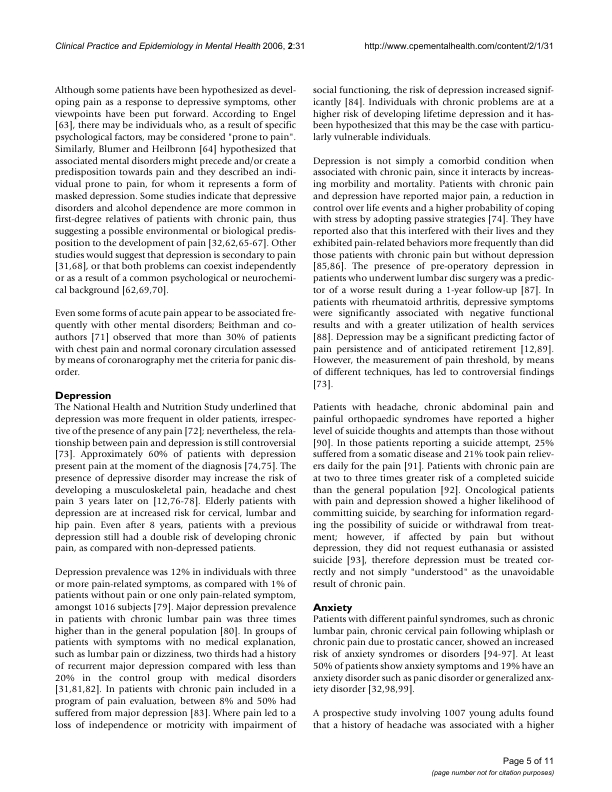 Clinical Practice and Epidemiology in Mental Health 2006, 2:31
http://www.cpementalhealth.com/content/2/1/31
Although some patients have been hypothesized as devel-
oping pain as a response to depressive symptoms, other
viewpoints have been put forward. According to Engel
[63], there may be individuals who, as a result of specific
psychological factors, may be considered "prone to pain".
Similarly, Blumer and Heilbronn [64] hypothesized that
associated mental disorders might precede and/or create a
predisposition towards pain and they described an indi-
vidual prone to pain, for whom it represents a form of
masked depression. Some studies indicate that depressive
disorders and alcohol dependence are more common in
first-degree relatives of patients with chronic pain, thus
suggesting a possible environmental or biological predis-
position to the development of pain [32,62,65-67]. Other
studies would suggest that depression is secondary to pain
[31,68], or that both problems can coexist independently
or as a result of a common psychological or neurochemi-
cal background [62,69,70].
Even some forms of acute pain appear to be associated fre-
quently with other mental disorders; Beithman and co-
authors [71] observed that more than 30% of patients
with chest pain and normal coronary circulation assessed
by means of coronarography met the criteria for panic dis-
order.
Depression
The National Health and Nutrition Study underlined that
depression was more frequent in older patients, irrespec-
tive of the presence of any pain [72]; nevertheless, the rela-
tionship between pain and depression is still controversial
[73]. Approximately 60% of patients with depression
present pain at the moment of the diagnosis [74,75]. The
presence of depressive disorder may increase the risk of
developing a musculoskeletal pain, headache and chest
pain 3 years later on [12,76-78]. Elderly patients with
depression are at increased risk for cervical, lumbar and
hip pain. Even after 8 years, patients with a previous
depression still had a double risk of developing chronic
pain, as compared with non-depressed patients.
Depression prevalence was 12% in individuals with three
or more pain-related symptoms, as compared with 1% of
patients without pain or one only pain-related symptom,
amongst 1016 subjects [79]. Major depression prevalence
in patients with chronic lumbar pain was three times
higher than in the general population [80]. In groups of
patients with symptoms with no medical explanation,
such as lumbar pain or dizziness, two thirds had a history
of recurrent major depression compared with less than
20% in the control group with medical disorders
[31,81,82]. In patients with chronic pain included in a
program of pain evaluation, between 8% and 50% had
suffered from major depression [83]. Where pain led to a
loss of independence or motricity with impairment of
social functioning, the risk of depression increased signif-
icantly [84]. Individuals with chronic problems are at a
higher risk of developing lifetime depression and it has-
been hypothesized that this may be the case with particu-
larly vulnerable individuals.
Depression is not simply a comorbid condition when
associated with chronic pain, since it interacts by increas-
ing morbility and mortality. Patients with chronic pain
and depression have reported major pain, a reduction in
control over life events and a higher probability of coping
with stress by adopting passive strategies [74]. They have
reported also that this interfered with their lives and they
exhibited pain-related behaviors more frequently than did
those patients with chronic pain but without depression
[85,86]. The presence of pre-operatory depression in
patients who underwent lumbar disc surgery was a predic-
tor of a worse result during a 1-year follow-up [87]. In
patients with rheumatoid arthritis, depressive symptoms
were significantly associated with negative functional
results and with a greater utilization of health services
[88]. Depression may be a significant predicting factor of
pain persistence and of anticipated retirement [12,89].
However, the measurement of pain threshold, by means
of different techniques, has led to controversial findings
[73].
Patients with headache, chronic abdominal pain and
painful orthopaedic syndromes have reported a higher
level of suicide thoughts and attempts than those without
[90]. In those patients reporting a suicide attempt, 25%
suffered from a somatic disease and 21% took pain reliev-
ers daily for the pain [91]. Patients with chronic pain are
at two to three times greater risk of a completed suicide
than the general population [92]. Oncological patients
with pain and depression showed a higher likelihood of
committing suicide, by searching for information regard-
ing the possibility of suicide or withdrawal from treat-
ment; however, if affected by pain but without
depression, they did not request euthanasia or assisted
suicide [93], therefore depression must be treated cor-
rectly and not simply "understood" as the unavoidable
result of chronic pain.
Anxiety
Patients with different painful syndromes, such as chronic
lumbar pain, chronic cervical pain following whiplash or
chronic pain due to prostatic cancer, showed an increased
risk of anxiety syndromes or disorders [94-97]. At least
50% of patients show anxiety symptoms and 19% have an
anxiety disorder such as panic disorder or generalized anx-
iety disorder [32,98,99].
A prospective study involving 1007 young adults found
that a history of headache was associated with a higher
Page 5 of 11
(page number not for citation purposes)